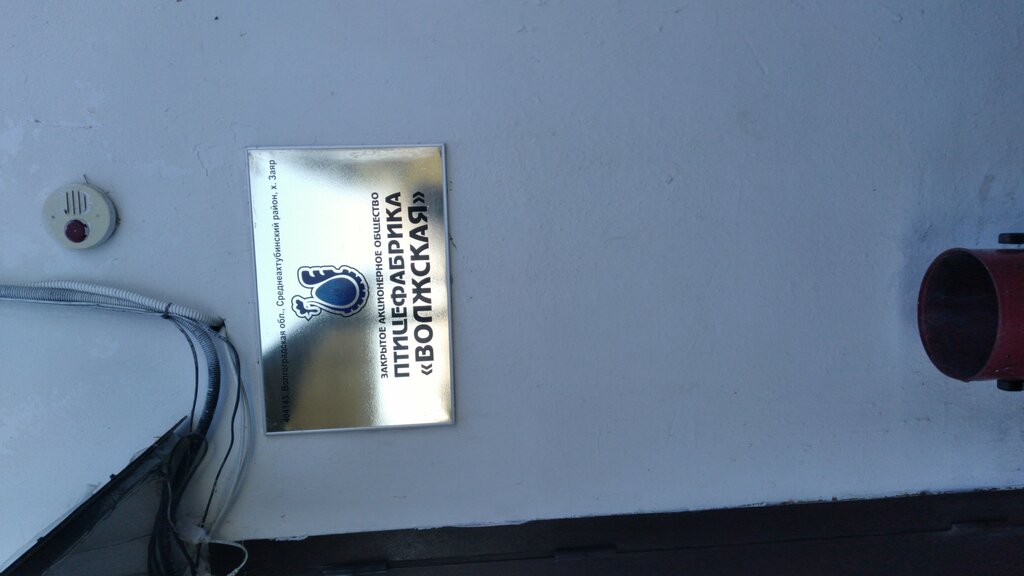 404143, Волгоградская обл., Среднеахтубинский район, х. Заяр
ЗАКРЫТОЕ АКЦИОНЕРНОЕ ОБЩЕСТВО
ПТИЦЕФАБРИКА
«ВОЛЖСКАЯ»